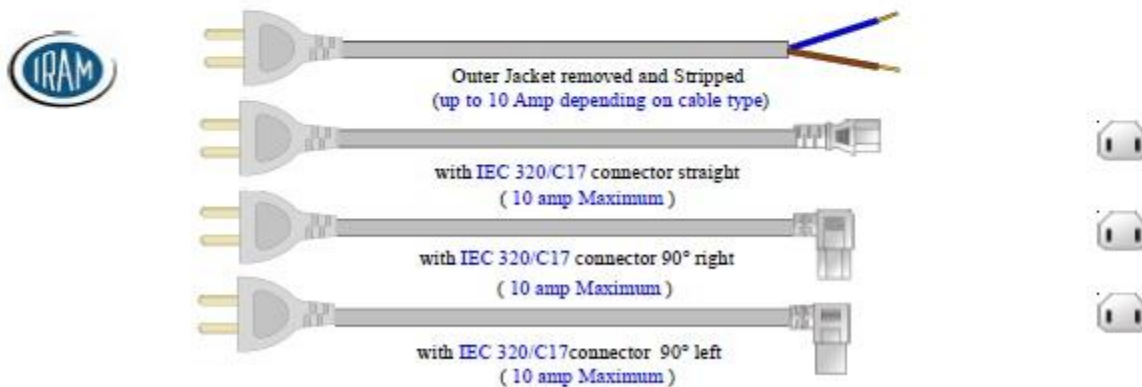 IRAM
Outer Jacket removed and Stripped
(up to 10 Amp depending on cable type)
with IEC 320/C17 connector straight
( 10 amp Maximum )
with IEC 320/C17 connector 90° right
( 10 amp Maximum )
with IEC 320/C17connector 90° left
( 10 amp Maximum )